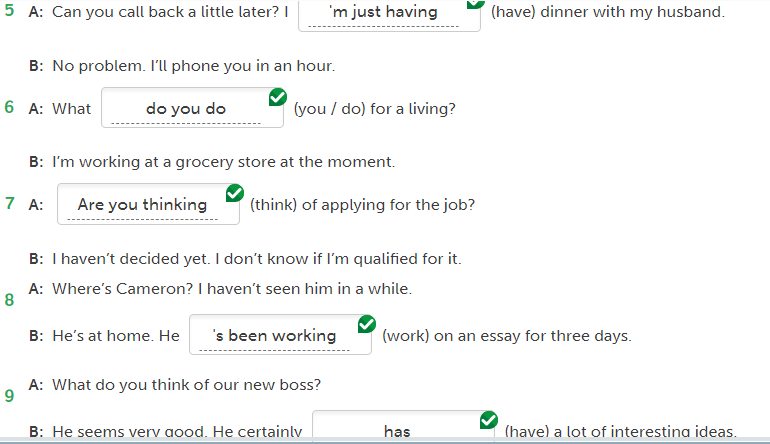 5 A: Can you call back a little later? I 'm just having (have) dinner with my husband.
B: No problem. I'll phone you in an hour.
6 A: What do you do (you / do) for a living?
B: I'm working at a grocery store at the moment.
7 A: Are you thinking (think) of applying for the job?
B: I haven't decided yet. I don't know if I'm qualified for it.
8 A: Where's Cameron? I haven't seen him in a while.
B: He's at home. He 's been working (work) on an essay for three days.
9 A: What do you think of our new boss?
B: He seems very good. He certainly has (have) a lot of interesting ideas.